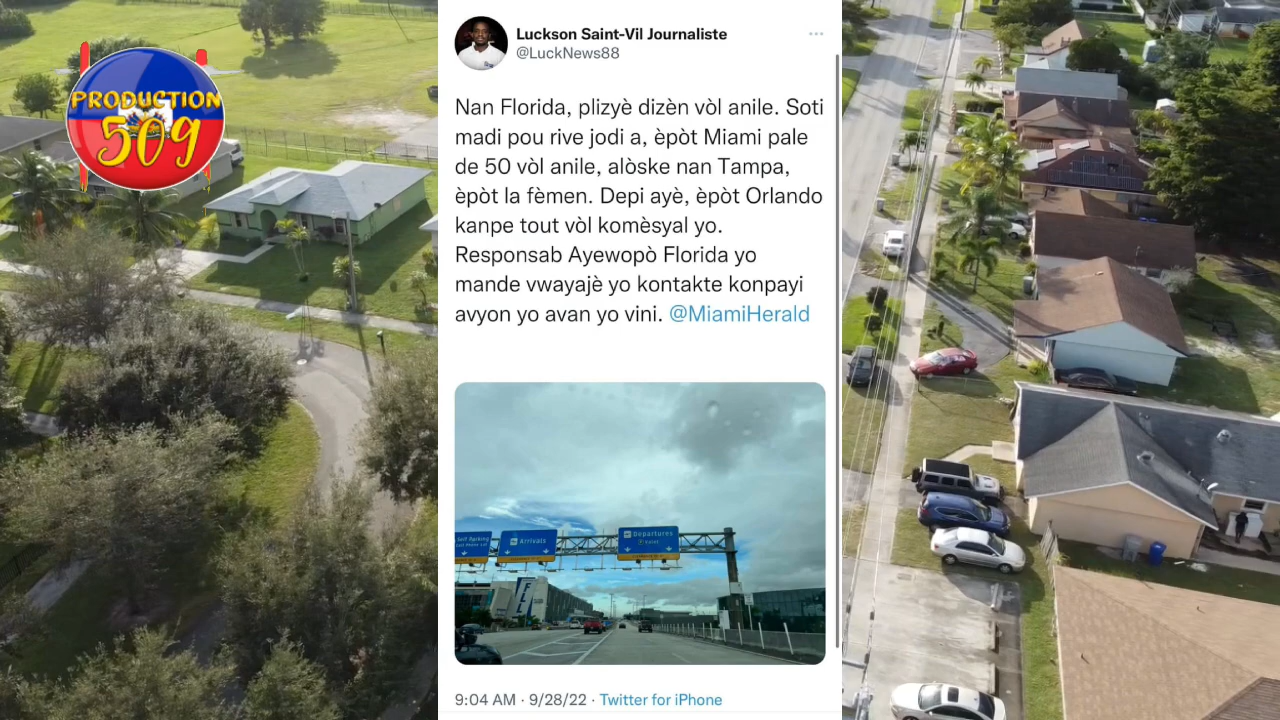 PRODUCTION
509
Luckson Saint-Vil Journaliste
@LuckNews88
Nan Florida, plizyè dizèn vòl anile. Soti
madi pou rive jodi a, èpòt Miami pale
de 50 vòl anile, alòske nan Tampa,
èpòt la fèmen. Depi ayè, èpòt Orlando
kanpe tout vòl komèsyal yo.
Responsab Ayewopò Florida yo
mande vwayajè yo kontakte konpayi
avyon yo avan yo vini. @MiamiHerald
Arrivals
Departures
9:04 AM · 9/28/22 · Twitter for iPhone